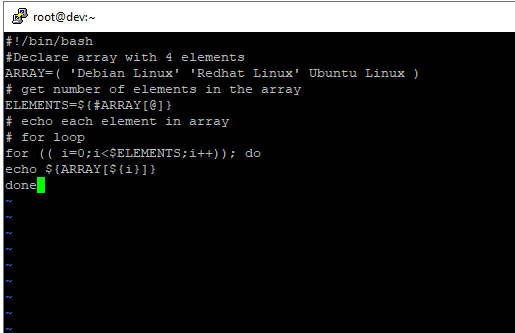 root@dev:~
#!/bin/bash
#Declare array with 4 elements
ARRAY=( 'Debian Linux' 'Redhat Linux' Ubuntu Linux )
# get number of elements in the array
ELEMENTS=${#ARRAY[@]}
# echo each element in array
# for loop
for (( i=0;i<$ELEMENTS;i++)); do
echo ${ARRAY[${i}]}
done
~
~
~
~
~
~
~
~
~